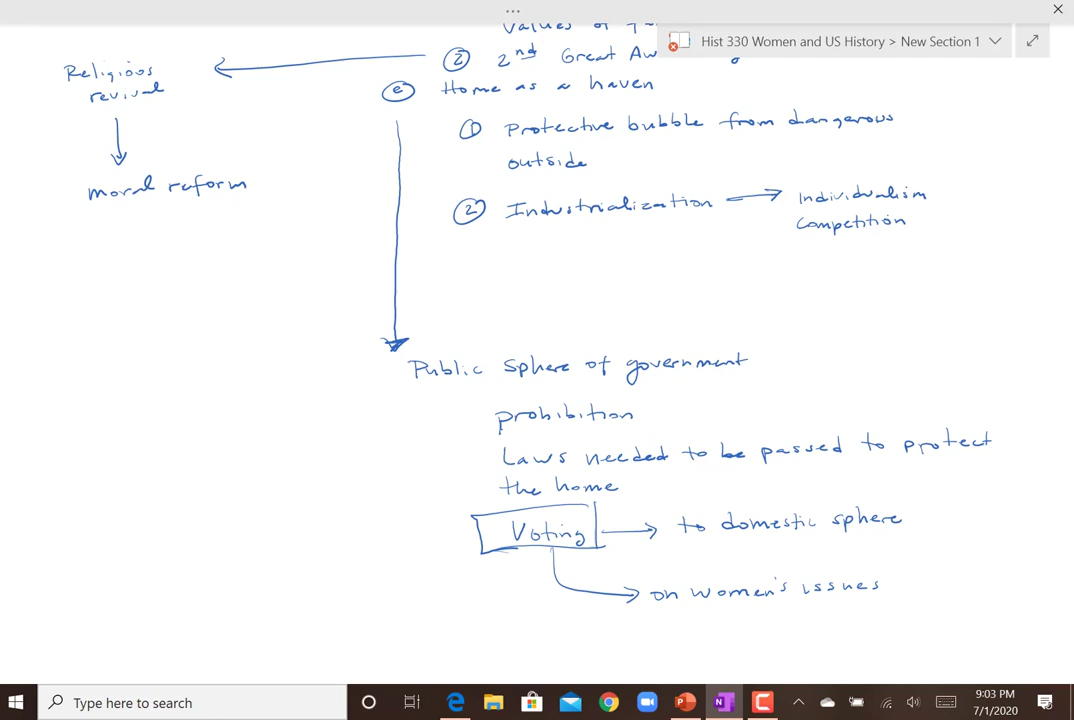 Values of
Hist 330 Women and US History > New Section 1
② 2nd Great
Religious
revival
ⓔ Home as a haven
① Protective bubble from dangerous
outside
moral reform
② Industrialization → Individualism
Competition
Public sphere of government
prohibition
Laws needed to be passed to protect
the home
Voting → to domestic sphere
→ on women's issues
Type here to search
9:03 PM
7/1/2020